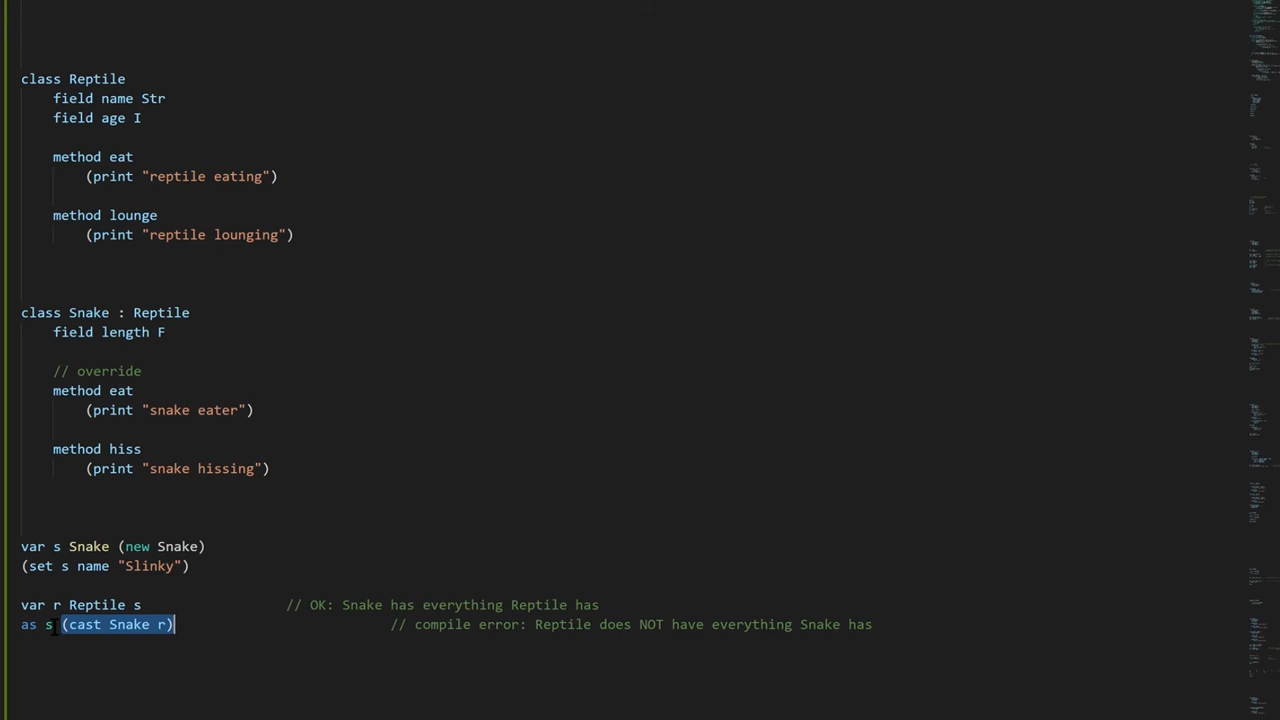 class Reptile
    field name Str
    field age I
    method eat
        (print "reptile eating")
    method lounge
        (print "reptile lounging")
class Snake : Reptile
    field length F
    // override
    method eat
        (print "snake eater")
    method hiss
        (print "snake hissing")
var s Snake (new Snake)
(set s name "Slinky")
var r Reptile s // OK: Snake has everything Reptile has
as s (cast Snake r) // compile error: Reptile does NOT have everything Snake has